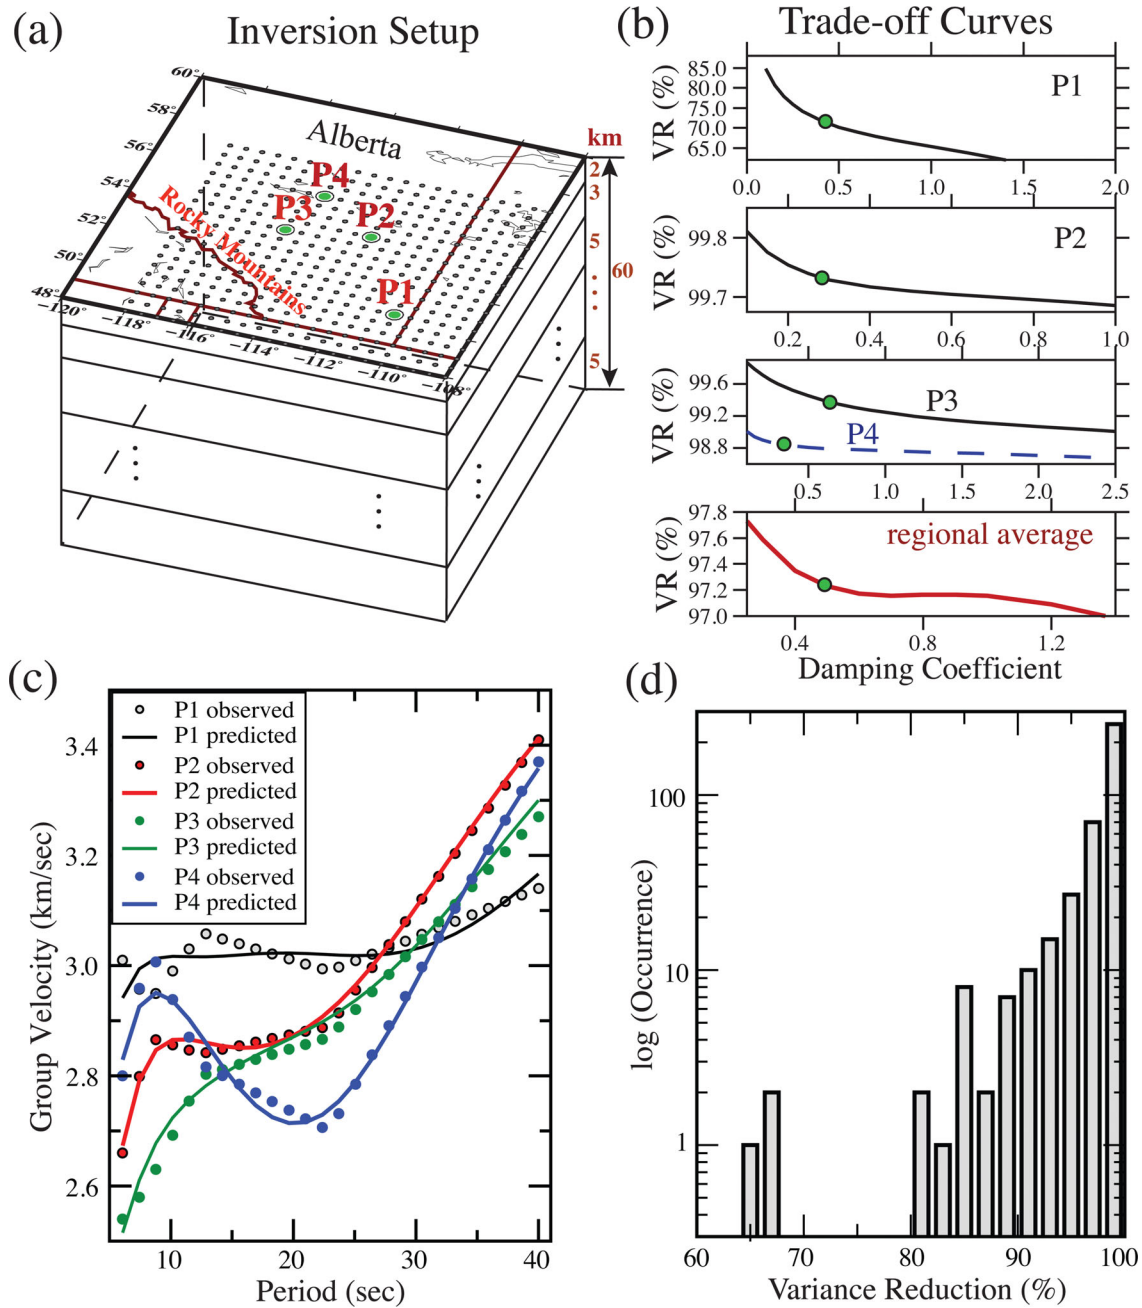 (a)
Inversion Setup
60°
58°
56°
54°
52°
50°
48°
-120°
-118°
-116°
-114°
-112°
-110°
-108°
Alberta
Rocky Mountains
P4
P3
P2
P1
km
2
3
5
60
5
(b)
Trade-off Curves
VR (%)
85.0
80.0
75.0
70.0
65.0
P1
0.0
0.5
1.0
1.5
2.0
VR (%)
99.8
99.7
P2
0.2
0.4
0.6
0.8
1.0
VR (%)
99.6
99.2
98.8
P3
P4
0.5
1.0
1.5
2.0
2.5
VR (%)
97.8
97.6
97.4
97.2
97.0
regional average
0.4
0.8
1.2
Damping Coefficient
(c)
P1 observed
P1 predicted
P2 observed
P2 predicted
P3 observed
P3 predicted
P4 observed
P4 predicted
Group Velocity (km/sec)
3.4
3.2
3.0
2.8
2.6
10
20
30
40
Period (sec)
(d)
log (Occurrence)
100
10
1
60
70
80
90
100
Variance Reduction (%)